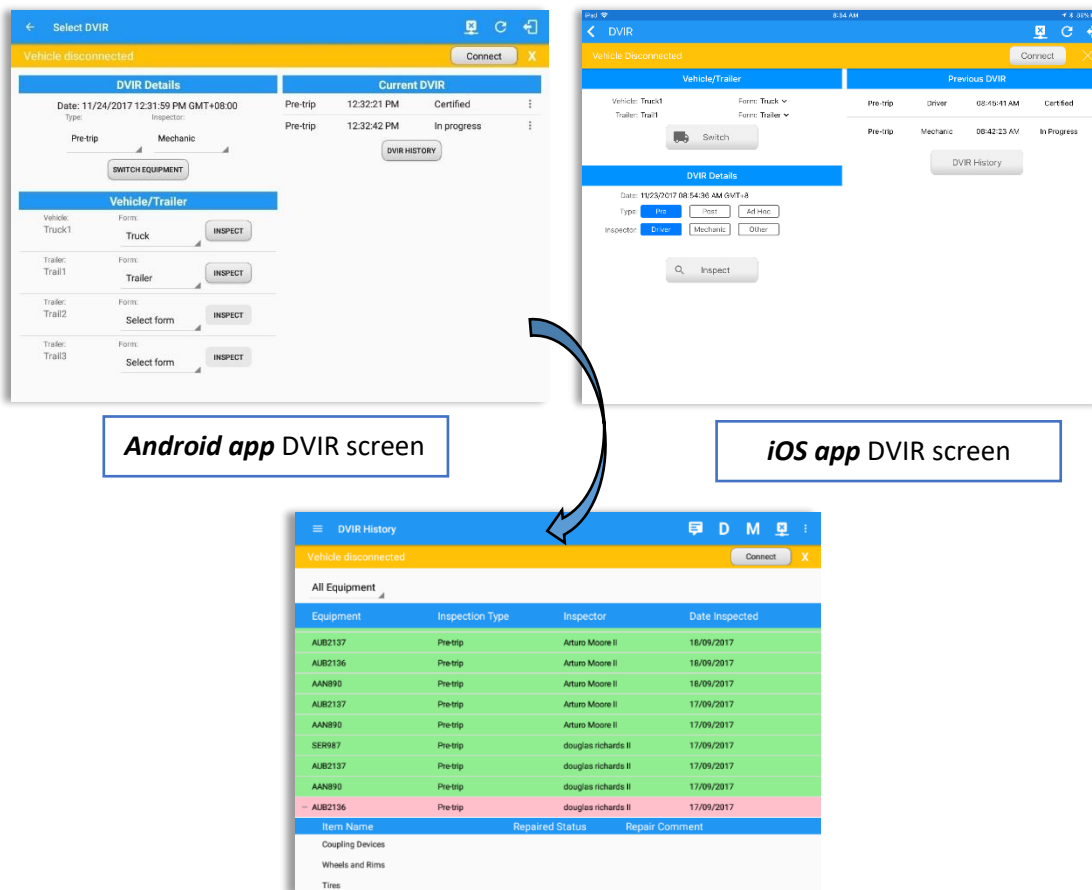 Select DVIR
Vehicle disconnected
Connect X
DVIR Details
Date: 11/24/2017 12:31:59 PM GMT+08:00
Type: Inspector:
Pre-trip Mechanic
SWITCH EQUIPMENT
Vehicle/Trailer
Vehicle: Form:
Truck1 Truck INSPECT
Trailer: Form:
Trail1 Trailer INSPECT
Trailer: Form:
Trail2 Select form INSPECT
Trailer: Form:
Trail3 Select form INSPECT
Current DVIR
Pre-trip 12:32:21 PM Certified
Pre-trip 12:32:42 PM In progress
DVIR HISTORY
Android app DVIR screen
iPad 8:54 AM
DVIR
Vehicle Disconnected
Connect
Vehicle/Trailer
Vehicle: Truck1 Form: Truck
Trailer: Trail1 Form: Trailer
Switch
DVIR Details
Date: 11/23/2017 08:54:36 AM GMT+8
Type Pre Post Ad Hoc
Inspector Driver Mechanic Other
Inspect
Previous DVIR
Pre-trip Driver 08:45:41 AM Certified
Pre-trip Mechanic 08:42:23 AM In Progress
DVIR History
iOS app DVIR screen
DVIR History D M
Vehicle disconnected
Connect X
All Equipment
Equipment Inspection Type Inspector Date Inspected
AUB2137 Pre-trip Arturo Moore II 18/09/2017
AUB2136 Pre-trip Arturo Moore II 18/09/2017
AAN890 Pre-trip Arturo Moore II 18/09/2017
AUB2137 Pre-trip Arturo Moore II 17/09/2017
AAN890 Pre-trip Arturo Moore II 17/09/2017
SER987 Pre-trip douglas richards II 17/09/2017
AUB2137 Pre-trip douglas richards II 17/09/2017
AAN890 Pre-trip douglas richards II 17/09/2017
AUB2136 Pre-trip douglas richards II 17/09/2017
Item Name Repaired Status Repair Comment
Coupling Devices
Wheels and Rims
Tires